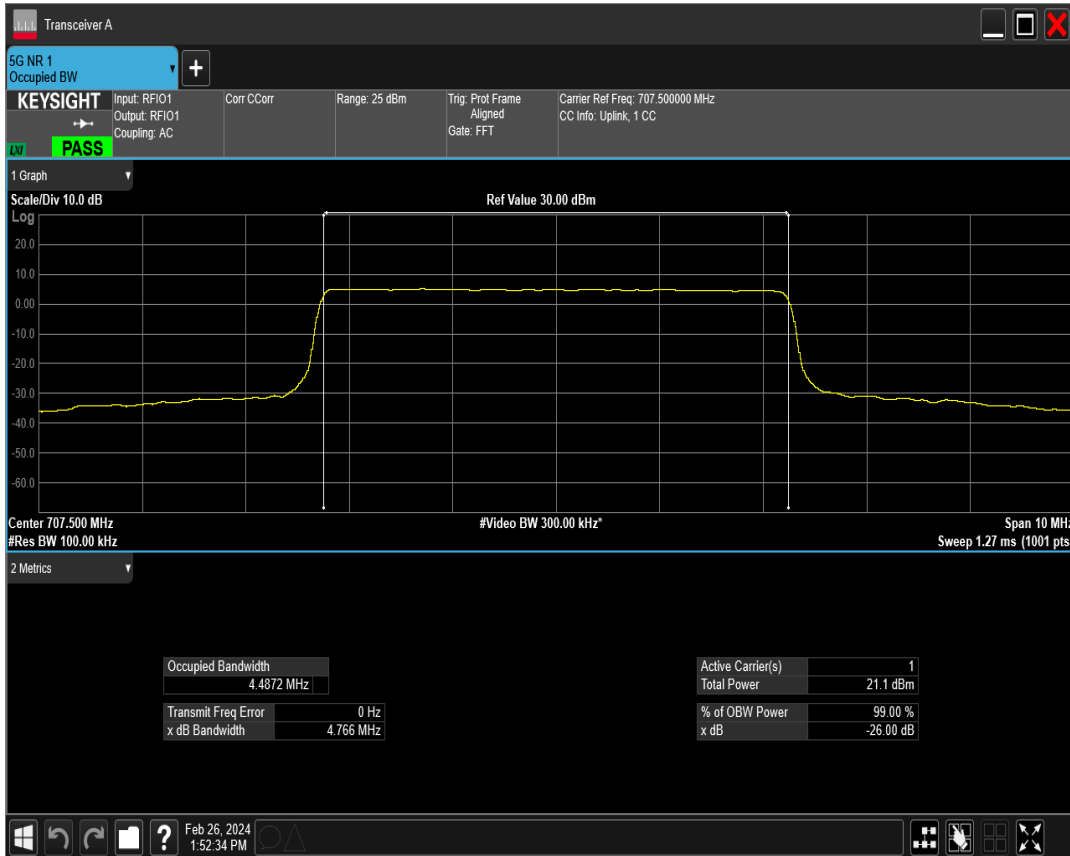 Transceiver A
5G NR 1
Occupied BW
KEYSIGHT
LXI
PASS
Input: RFIO1
Output: RFIO1
Coupling: AC
Corr CCorr
Range: 25 dBm
Trig: Prot Frame
Aligned
Gate: FFT
Carrier Ref Freq: 707.500000 MHz
CC Info: Uplink, 1 CC
1 Graph
Scale/Div 10.0 dB
Ref Value 30.00 dBm
Log
20.0
10.0
0.00
-10.0
-20.0
-30.0
-40.0
-50.0
-60.0
Center 707.500 MHz
#Video BW 300.00 kHz*
Span 10 MHz
#Res BW 100.00 kHz
Sweep 1.27 ms (1001 pts
2 Metrics
Occupied Bandwidth
4.4872 MHz
Transmit Freq Error 0 Hz
x dB Bandwidth 4.766 MHz
Active Carrier(s) 1
Total Power 21.1 dBm
% of OBW Power 99.00 %
x dB -26.00 dB
?
Feb 26, 2024
1:52:34 PM